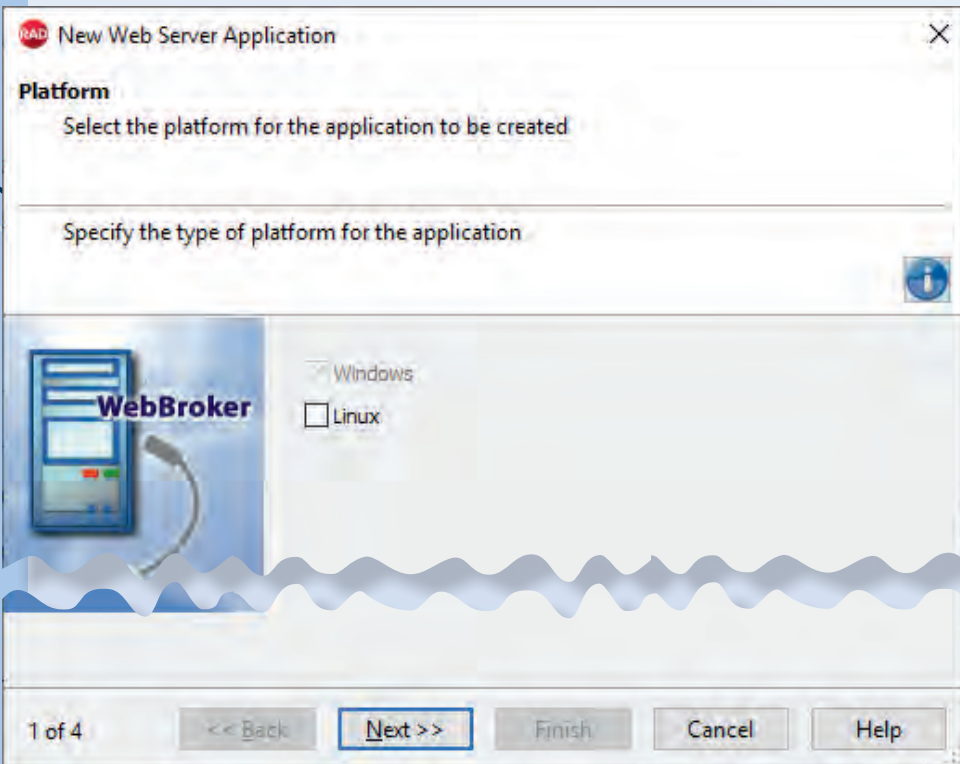 RAD New Web Server Application
Platform
Select the platform for the application to be created
Specify the type of platform for the application
i
WebBroker
Windows
Linux
1 of 4 << Back Next >> Finish Cancel Help